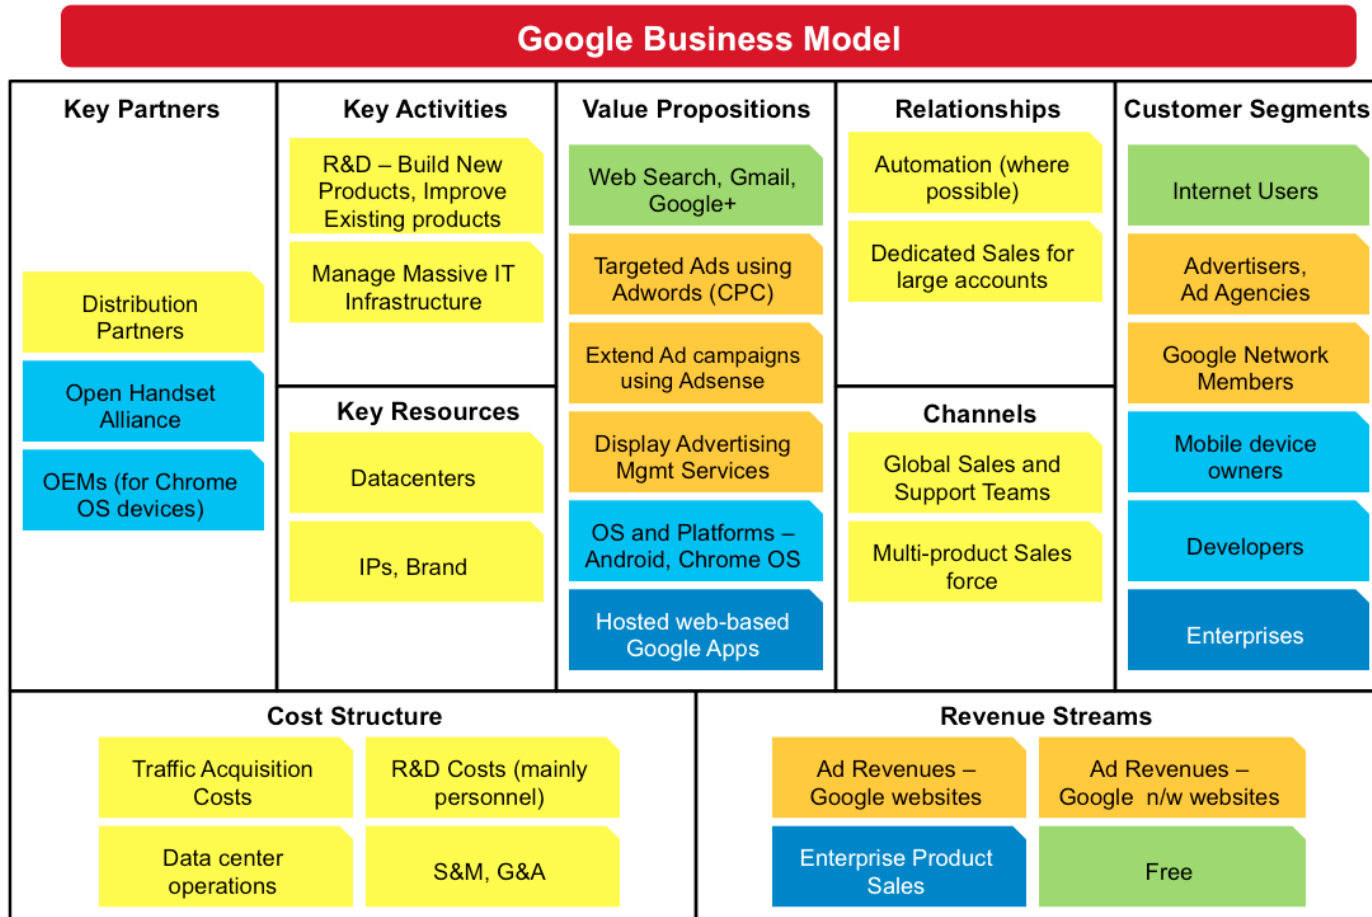 Google Business Model
Key Partners
Distribution
Partners
Open Handset
Alliance
OEMs (for Chrome
OS devices)
Key Activities
R&D – Build New
Products, Improve
Existing products
Manage Massive IT
Infrastructure
Key Resources
Datacenters
IPs, Brand
Value Propositions
Web Search, Gmail,
Google+
Targeted Ads using
Adwords (CPC)
Extend Ad campaigns
using Adsense
Display Advertising
Mgmt Services
OS and Platforms –
Android, Chrome OS
Hosted web-based
Google Apps
Relationships
Automation (where
possible)
Dedicated Sales for
large accounts
Channels
Global Sales and
Support Teams
Multi-product Sales
force
Customer Segments
Internet Users
Advertisers,
Ad Agencies
Google Network
Members
Mobile device
owners
Developers
Enterprises
Cost Structure
Traffic Acquisition
Costs
R&D Costs (mainly
personnel)
Data center
operations
S&M, G&A
Revenue Streams
Ad Revenues –
Google websites
Ad Revenues –
Google n/w websites
Enterprise Product
Sales
Free